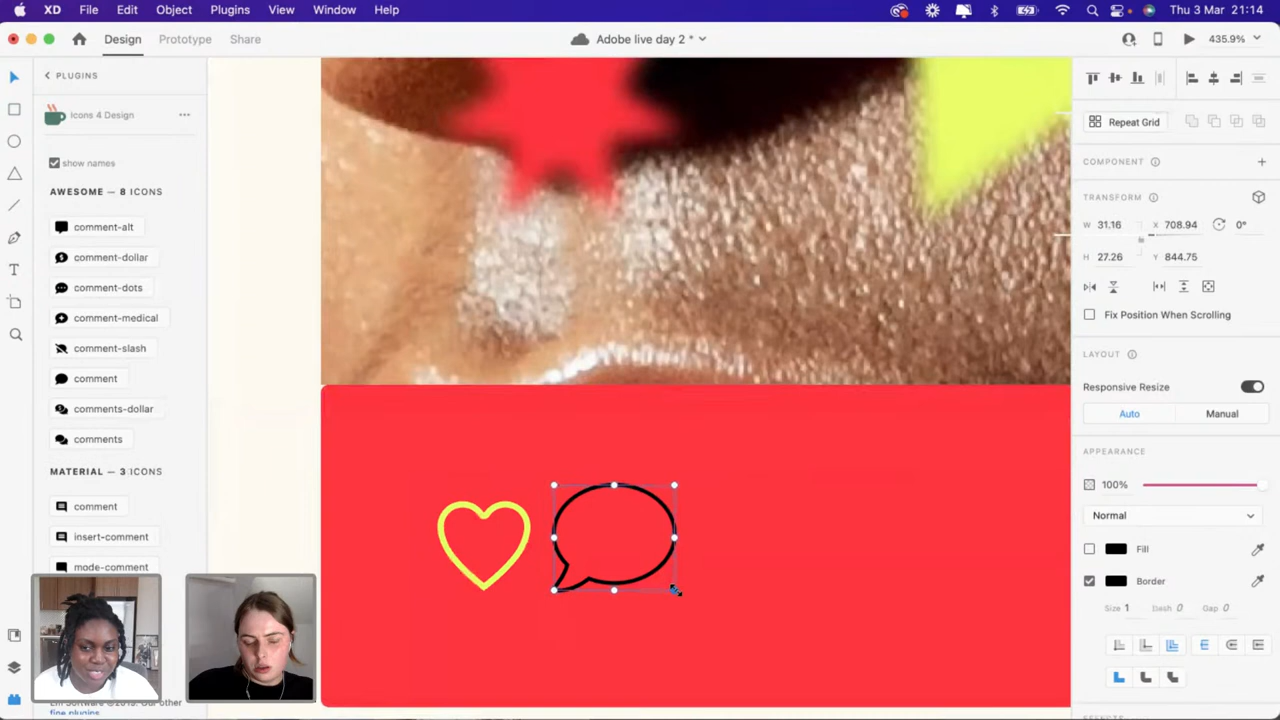 XD File Edit Object Plugins View Window Help
Thu 3 Mar 21:14
Design Prototype Share
Adobe live day 2 *
435.9%
PLUGINS
Icons 4 Design
show names
AWESOME — 8 ICONS
comment-alt
comment-dollar
comment-dots
comment-medical
comment-slash
comment
comments-dollar
comments
MATERIAL — 3 ICONS
comment
insert-comment
mode-comment
fine plugins
Repeat Grid
COMPONENT
TRANSFORM
W 31.16 X 708.94 0°
H 27.26 Y 844.75
Fix Position When Scrolling
LAYOUT
Responsive Resize
Auto Manual
APPEARANCE
100%
Normal
Fill
Border
Size 1 Dash 0 Gap 0